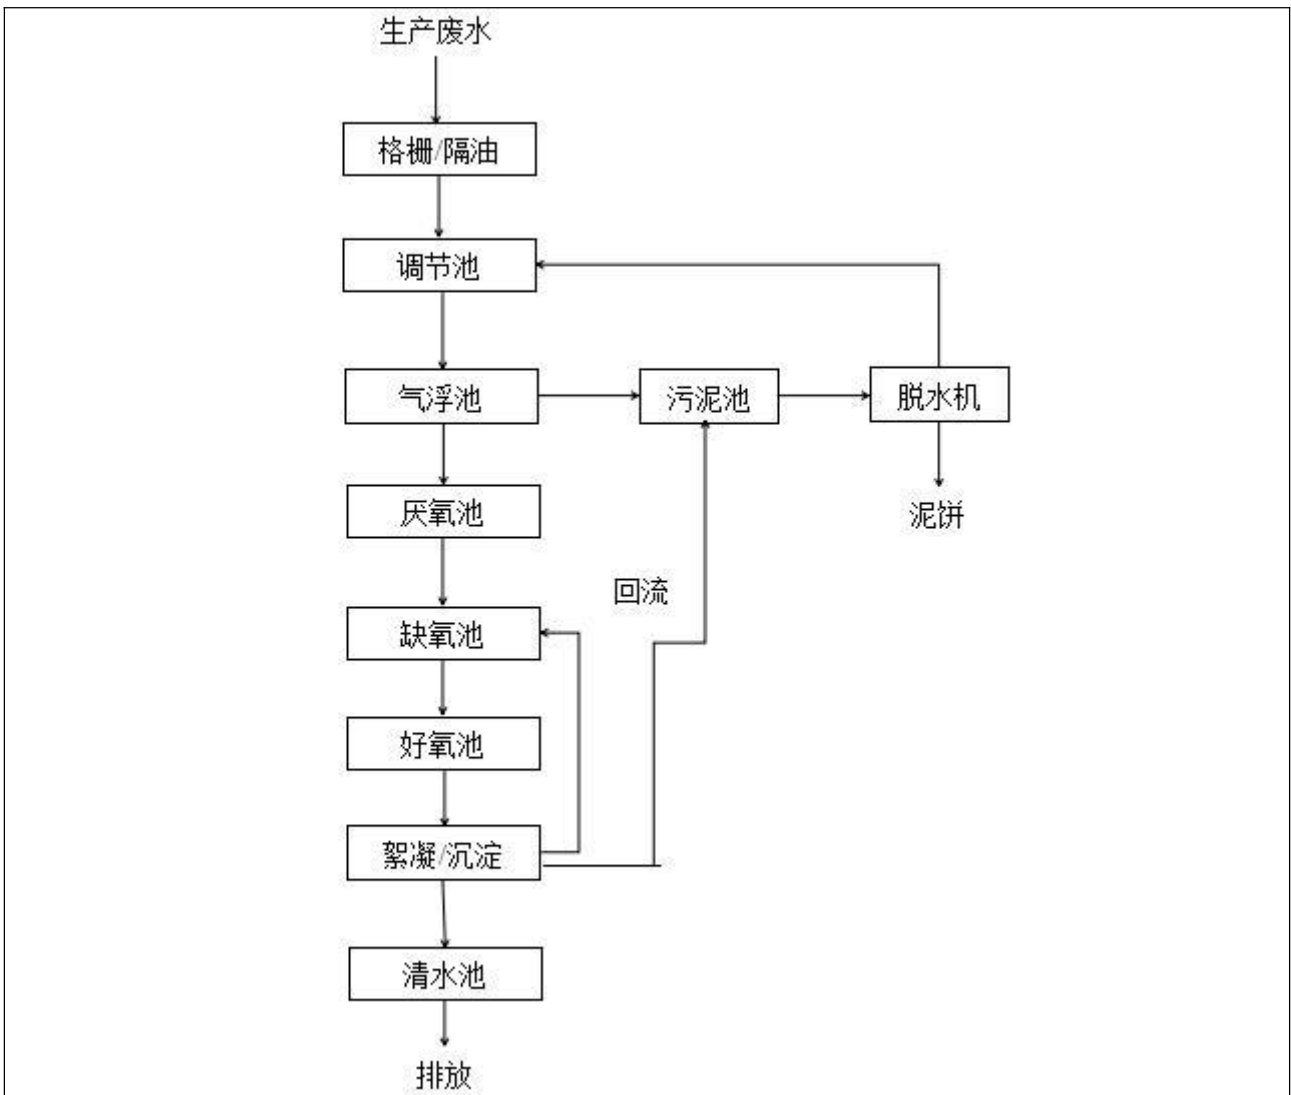 生产废水
格栅/隔油
调节池
气浮池
污泥池
脱水机
厌氧池
泥饼
回流
缺氧池
好氧池
絮凝/沉淀
清水池
排放